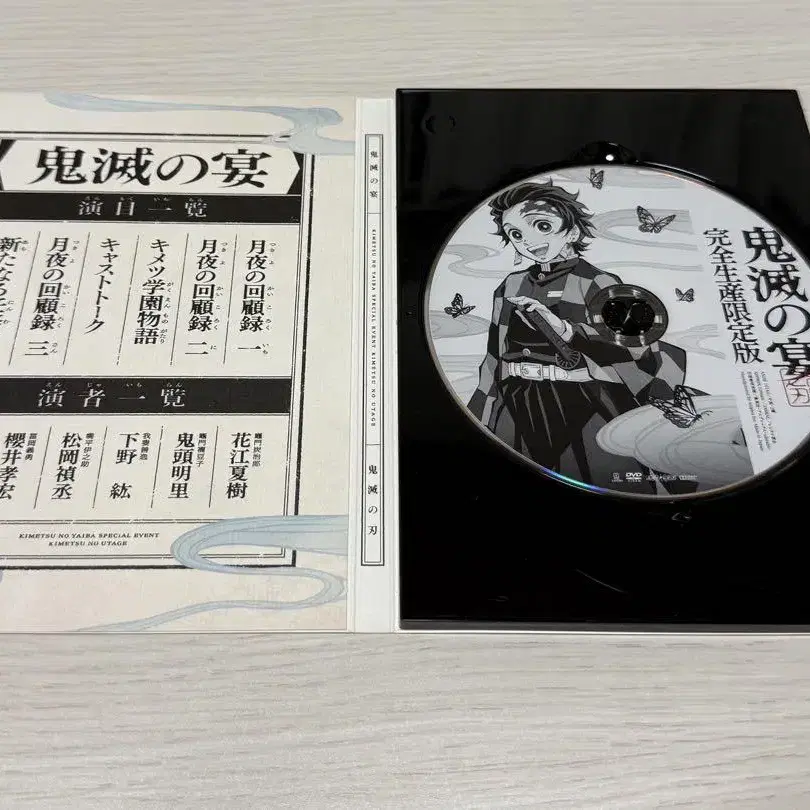 鬼滅の宴
演目一覧
月夜の回顧録 一
月夜の回顧録 二
キメツ学園物語
キャストトーク
月夜の回顧録 三
新たなる
演者一覧
竈門炭治郎
花江夏樹
竈門禰豆子
鬼頭明里
我妻善逸
下野 紘
嘴平伊之助
松岡禎丞
冨岡義勇
櫻井孝宏
KIMETSU NO YAIBA SPECIAL EVENT
KIMETSU NO UTAGE
鬼滅の宴
KIMETSU NO YAIBA SPECIAL EVENT KIMETSU NO UTAGE
鬼滅の刃
鬼滅の宴
完全生産限定版
DVD